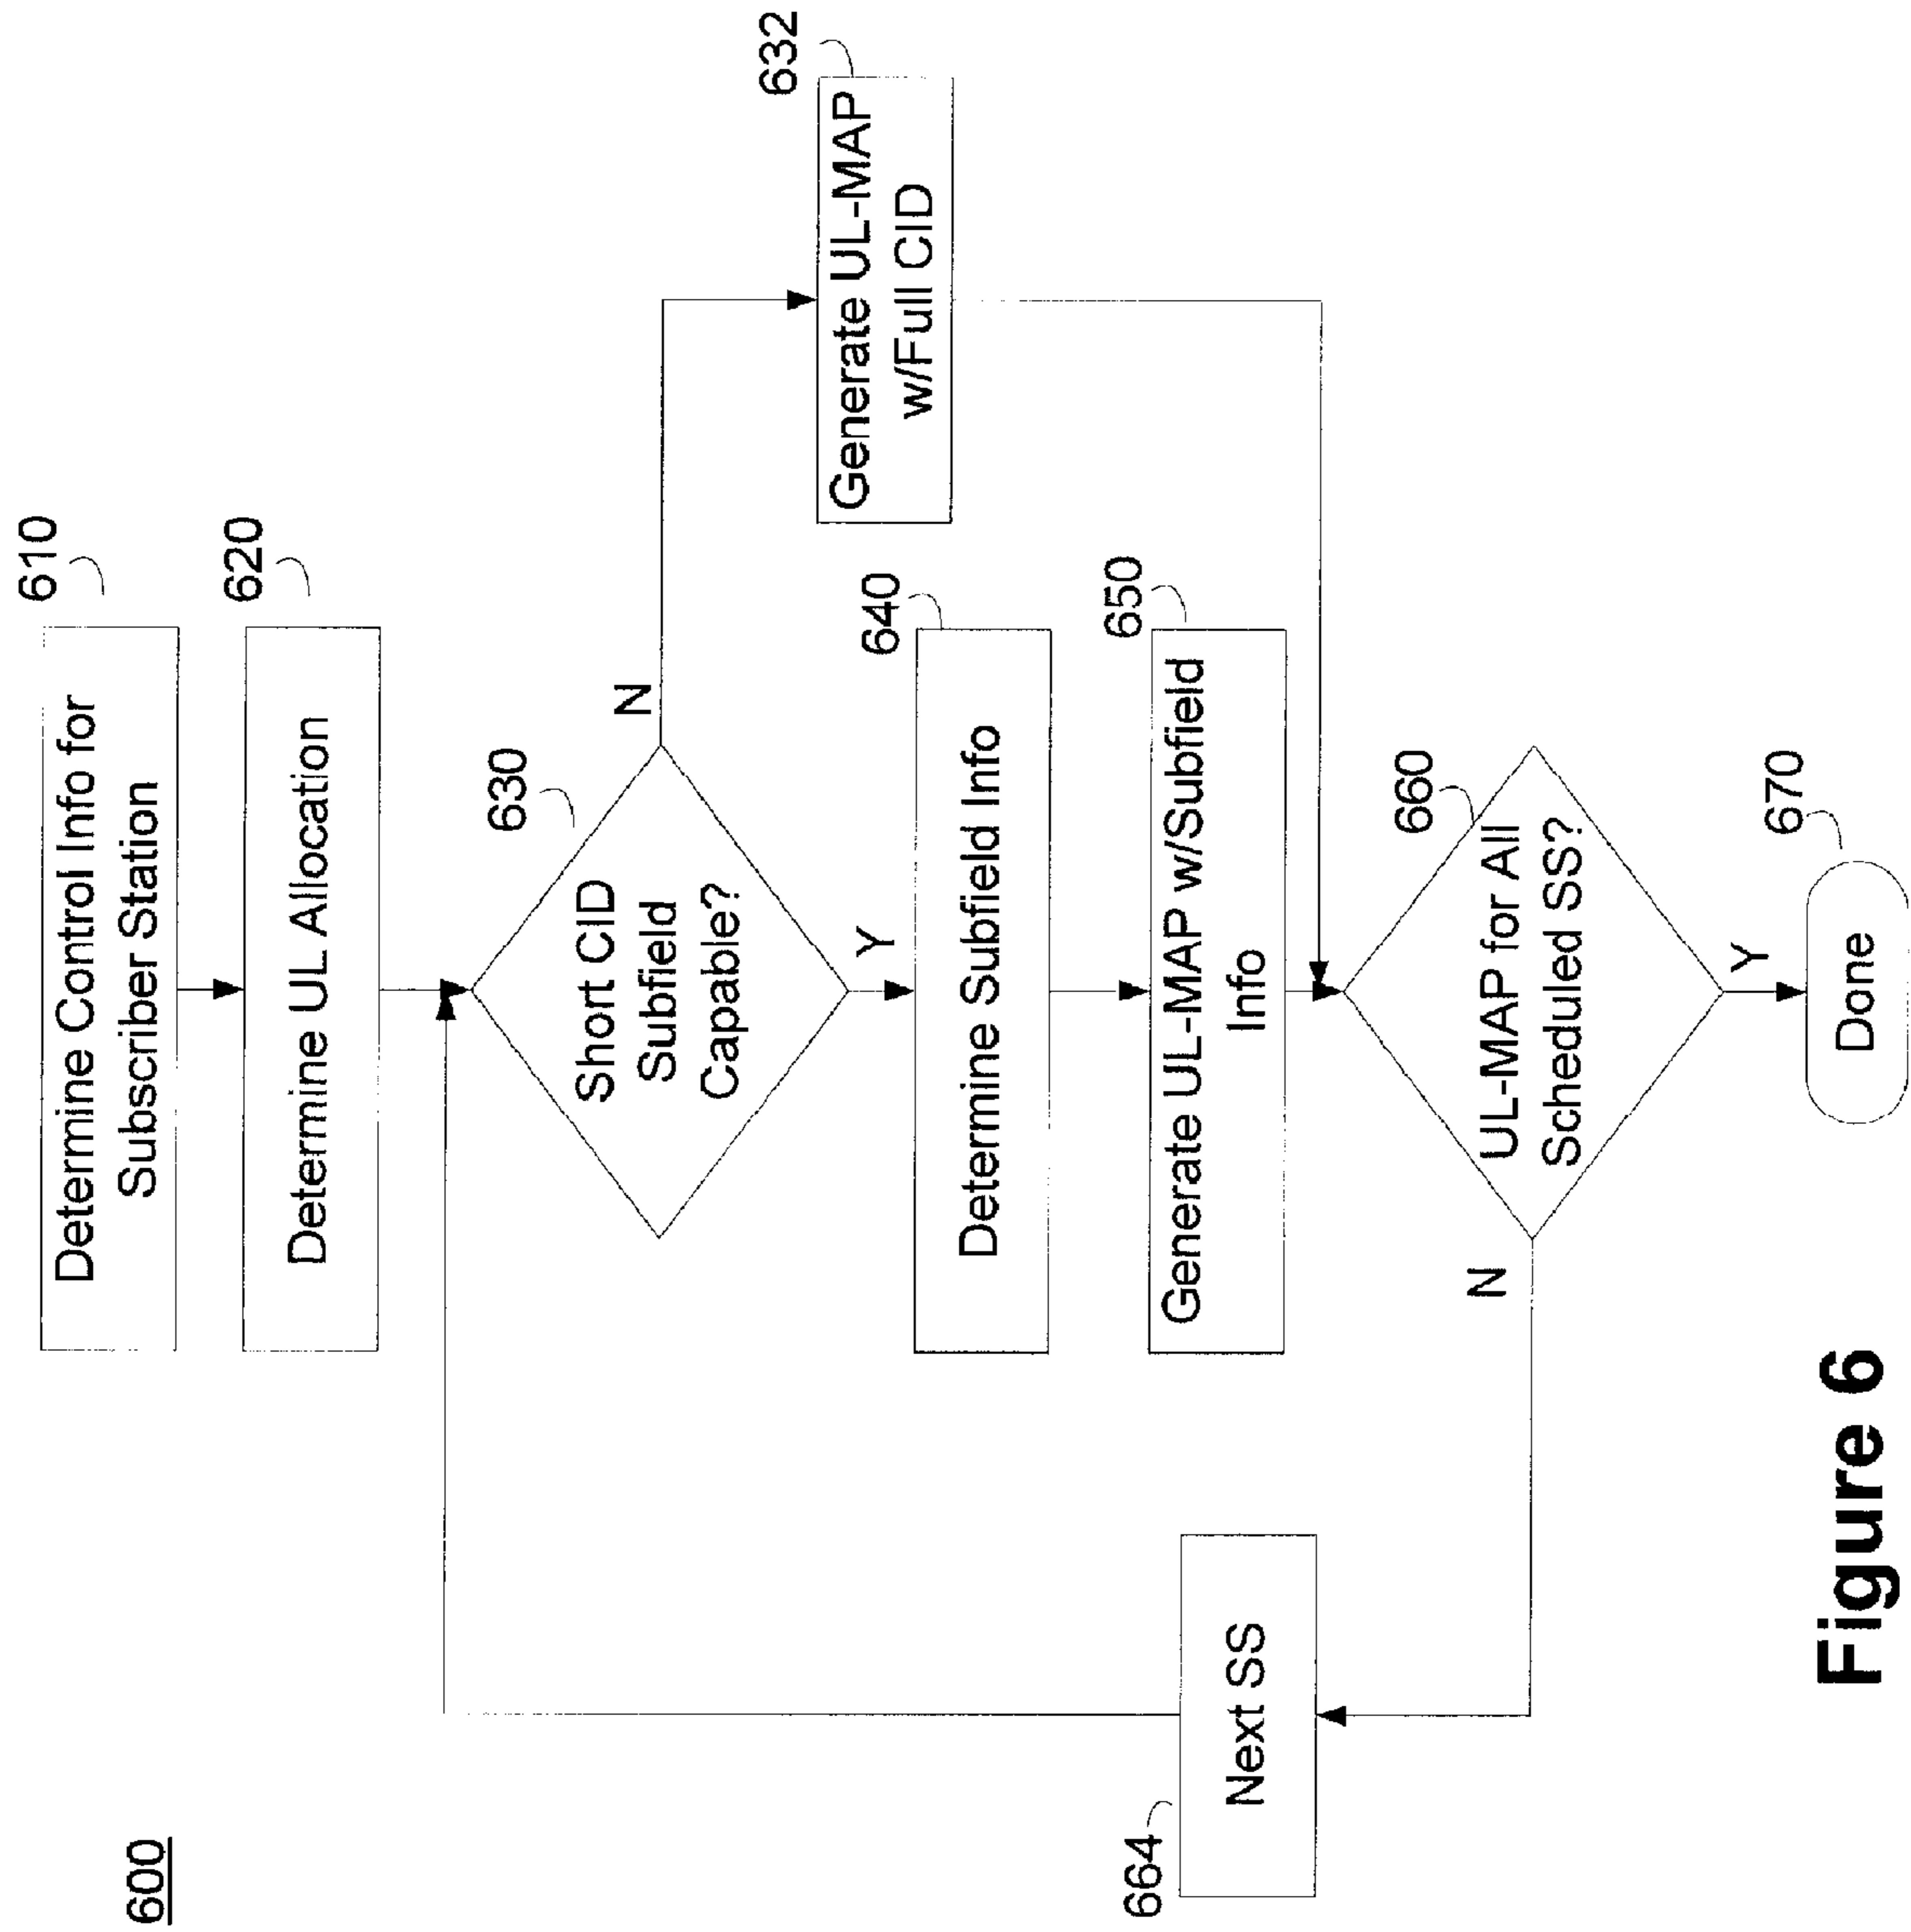 600
610
Determine Control Info for
Subscriber Station
620
Determine UL Allocation
630
Short CID
Subfield
Capable?
N
632
Generate UL-MAP
w/Full CID
Y
640
Determine Subfield Info
650
Generate UL-MAP w/Subfield
Info
660
UL-MAP for All
Scheduled SS?
N
664
Next SS
Y
670
Done
Figure 6